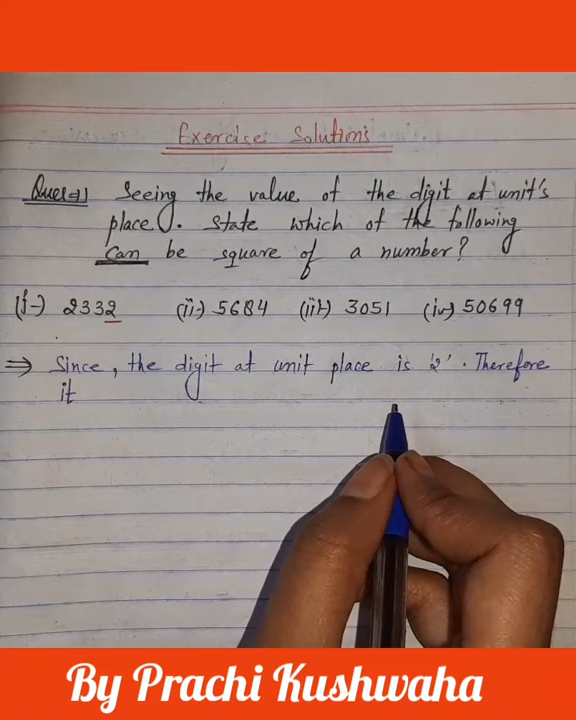 Exercise Solutions
Ques→1 Seeing the value of the digit at unit's
place. State which of the following
can be square of a number?
(i-) 2332 (ii-) 5684 (iii-) 3051 (iv-) 50699
⇒ Since, the digit at unit place is '2'. Therefore
it
By Prachi Kushwaha